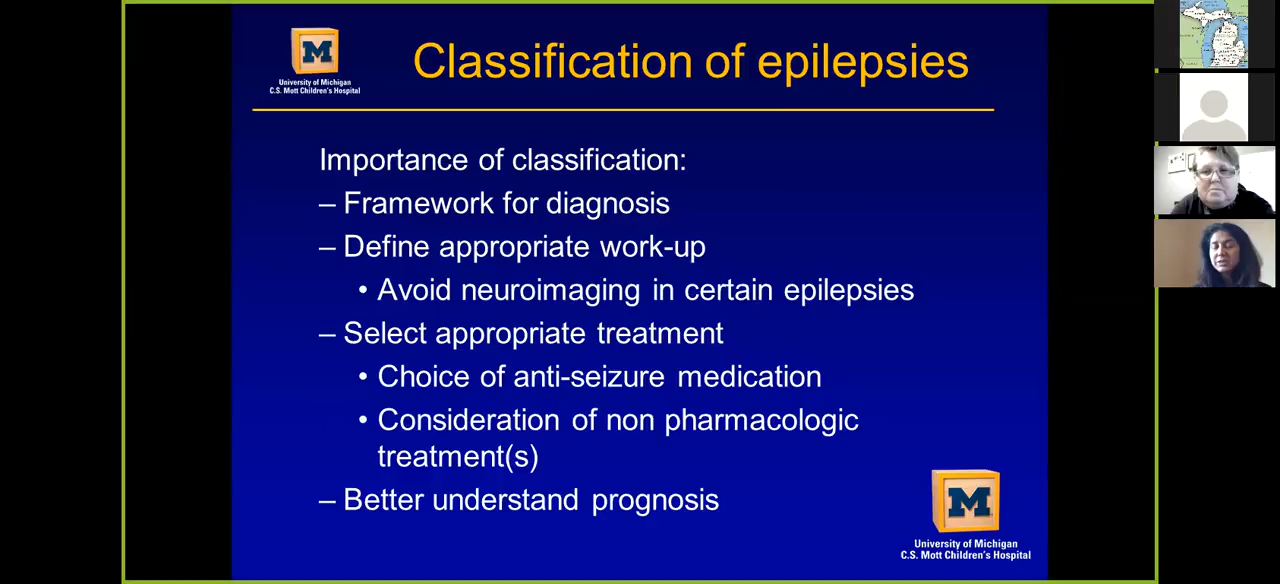 M
University of Michigan
C.S. Mott Children's Hospital
Classification of epilepsies
Importance of classification:
– Framework for diagnosis
– Define appropriate work-up
• Avoid neuroimaging in certain epilepsies
– Select appropriate treatment
• Choice of anti-seizure medication
• Consideration of non pharmacologic
treatment(s)
– Better understand prognosis
M
University of Michigan
C.S. Mott Children's Hospital